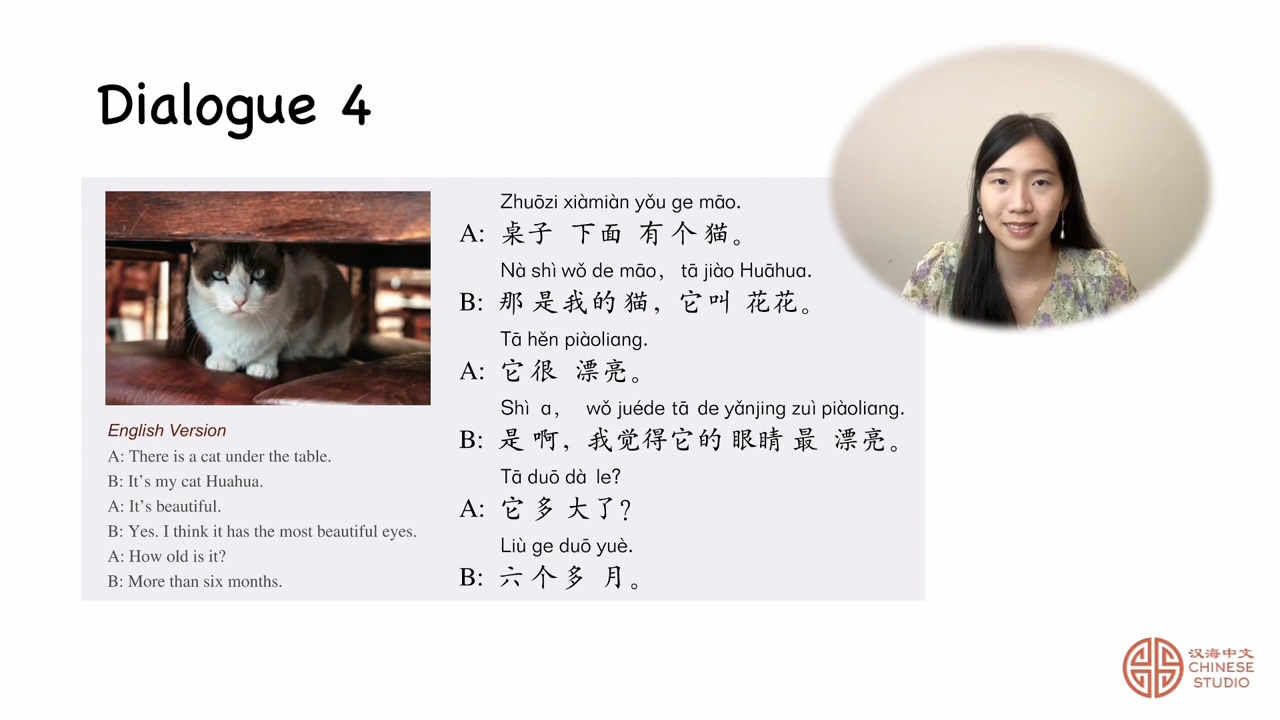 Dialogue 4
Zhuōzi xiàmiàn yǒu ge māo.
A: 桌子 下面 有个猫。
Nà shì wǒ de māo, tā jiào Huāhua.
B: 那是我的猫,它叫 花花。
Tā hěn piàoliang.
A: 它很 漂亮。
Shì a, wǒ juéde tā de yǎnjing zuì piàoliang.
B: 是啊,我觉得它的眼睛最 漂亮。
Tā duō dà le?
A: 它多大了?
Liù ge duō yuè.
B: 六个多 月。
English Version
A: There is a cat under the table.
B: It's my cat Huahua.
A: It's beautiful.
B: Yes. I think it has the most beautiful eyes.
A: How old is it?
B: More than six months.
汉海中文
CHINESE
STUDIO